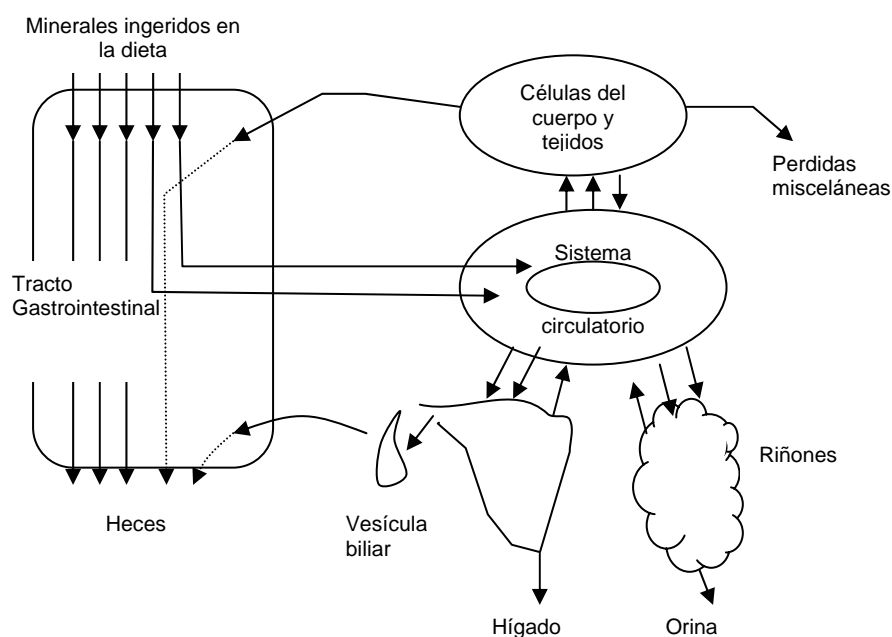 Minerales ingeridos en
la dieta
Células del
cuerpo y
tejidos
Perdidas
misceláneas
Sistema
circulatorio
Tracto
Gastrointestinal
Riñones
Heces
Vesícula
biliar
Hígado
Orina